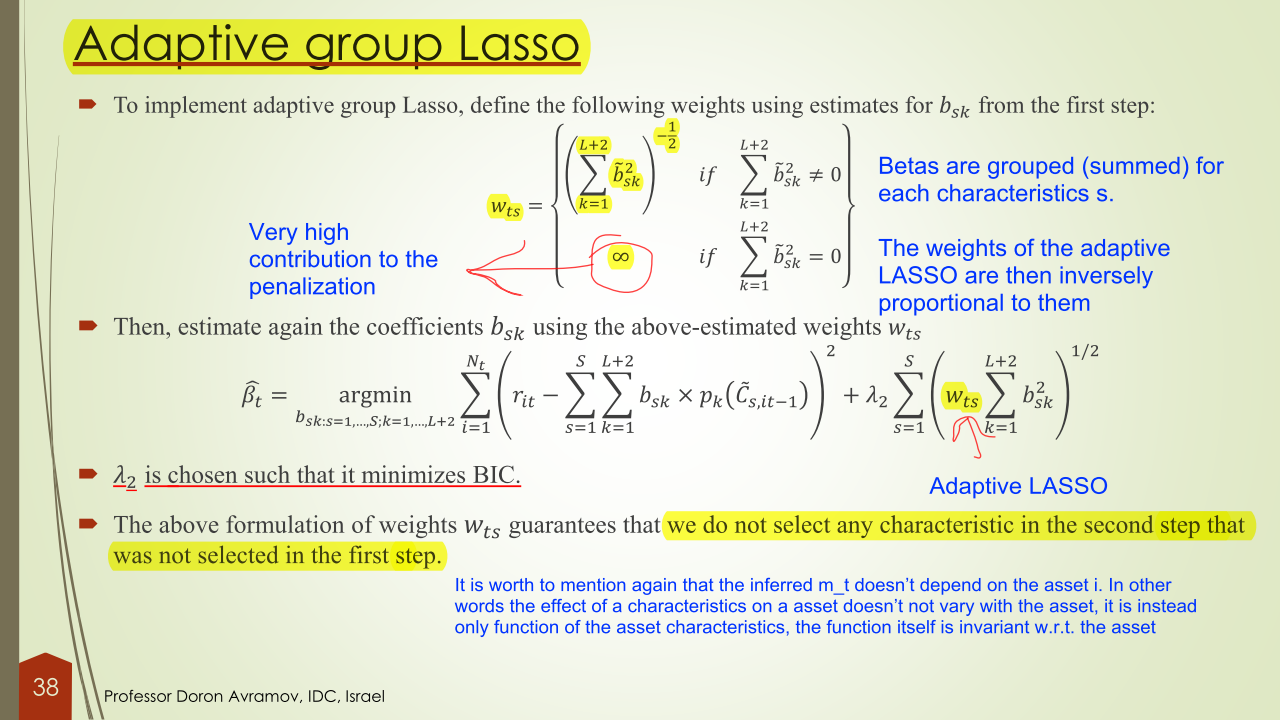 Adaptive group Lasso
To implement adaptive group Lasso, define the following weights using estimates for $b_{sk}$ from the first step:
$w_{ts} = \left\{ \begin{array}{ccc} \left( \sum_{k=1}^{L+2} \tilde{b}_{sk}^2 \right)^{-\frac{1}{2}} & if & \sum_{k=1}^{L+2} \tilde{b}_{sk}^2 \neq 0 \\ \infty & if & \sum_{k=1}^{L+2} \tilde{b}_{sk}^2 = 0 \end{array} \right\}$
Betas are grouped (summed) for
each characteristics s.
The weights of the adaptive
LASSO are then inversely
proportional to them
Very high
contribution to the
penalization
Then, estimate again the coefficients $b_{sk}$ using the above-estimated weights $w_{ts}$
$\widehat{\beta_t} = \underset{b_{sk:s=1,…,S;k=1,…,L+2}}{\text{argmin}} \sum_{i=1}^{N_t} \left( r_{it} - \sum_{s=1}^{S} \sum_{k=1}^{L+2} b_{sk} \times p_k \left( \tilde{C}_{s,it-1} \right) \right)^2 + \lambda_2 \sum_{s=1}^{S} \left( w_{ts} \sum_{k=1}^{L+2} b_{sk}^2 \right)^{1/2}$
$\lambda_2$ is chosen such that it minimizes BIC.
Adaptive LASSO
The above formulation of weights $w_{ts}$ guarantees that we do not select any characteristic in the second step that
was not selected in the first step.
It is worth to mention again that the inferred m_t doesn’t depend on the asset i. In other
words the effect of a characteristics on a asset doesn’t not vary with the asset, it is instead
only function of the asset characteristics, the function itself is invariant w.r.t. the asset
38
Professor Doron Avramov, IDC, Israel